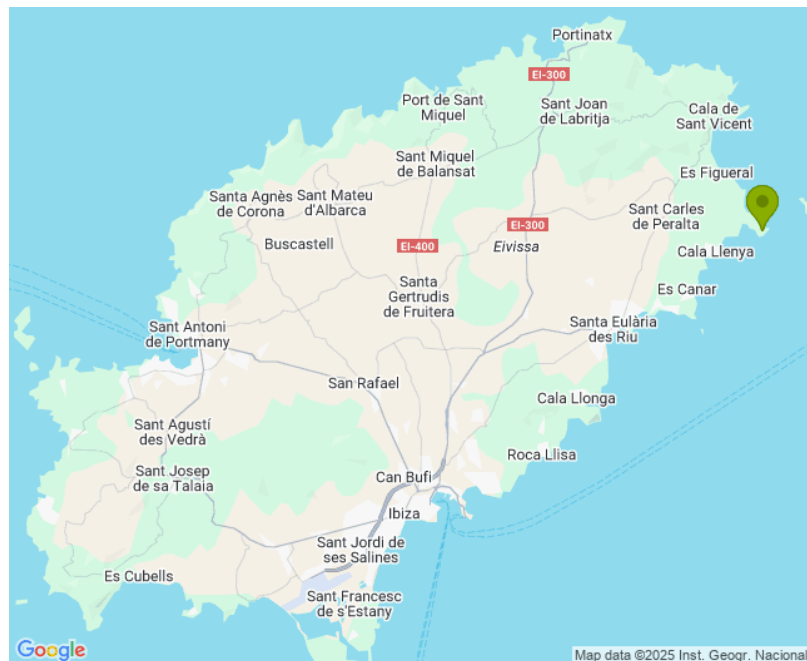 Portinatx
EI-300
Port de Sant
Miquel
Sant Joan
de Labritja
Cala de
Sant Vicent
Sant Miquel
de Balansat
Es Figueral
Santa Agnès
de Corona
Sant Mateu
d'Albarca
Sant Carles
de Peralta
EI-300
Buscastell
EI-400
Eivissa
Cala Llenya
Santa
Gertrudis
de Fruitera
Es Canar
Sant Antoni
de Portmany
Santa Eulària
des Riu
San Rafael
Cala Llonga
Sant Agustí
des Vedrà
Roca Llisa
Sant Josep
de sa Talaia
Can Bufi
Ibiza
Sant Jordi de
ses Salines
Es Cubells
Sant Francesc
de s'Estany
Google
Map data ©2025 Inst. Geogr. Nacional